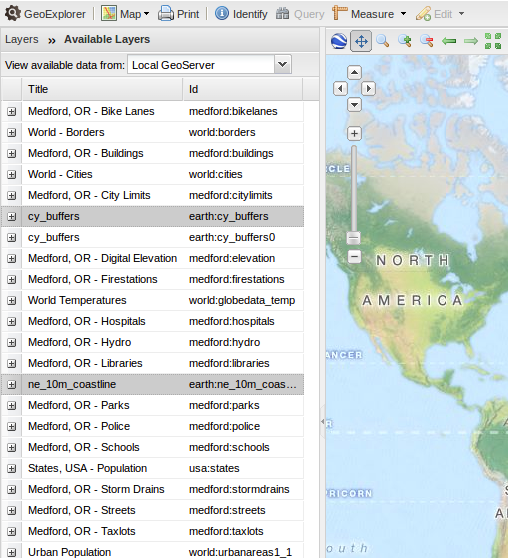 GeoExplorer Map Print Identify Query Measure Edit
Layers » Available Layers
View available data from: Local GeoServer
Title Id
Medford, OR - Bike Lanes medford:bikelanes
World - Borders world:borders
Medford, OR - Buildings medford:buildings
World - Cities world:cities
Medford, OR - City Limits medford:citylimits
cy_buffers earth:cy_buffers
cy_buffers earth:cy_buffers0
Medford, OR - Digital Elevation medford:elevation
Medford, OR - Firestations medford:firestations
World Temperatures world:globedata_temp
Medford, OR - Hospitals medford:hospitals
Medford, OR - Hydro medford:hydro
Medford, OR - Libraries medford:libraries
ne_10m_coastline earth:ne_10m_coas...
Medford, OR - Parks medford:parks
Medford, OR - Police medford:police
Medford, OR - Schools medford:schools
States, USA - Population usa:states
Medford, OR - Storm Drains medford:stormdrains
Medford, OR - Streets medford:streets
Medford, OR - Taxlots medford:taxlots
Urban Population world:urbanareas1_1
CLE
NORTH
AMERICA
ANCER
R
A
PRICORN
S
AM
outh